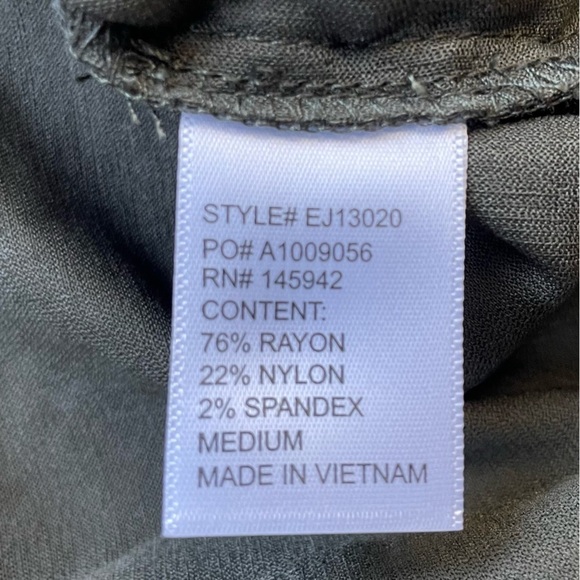 STYLE# EJ13020
PO# A1009056
RN# 145942
CONTENT:
76% RAYON
22% NYLON
2% SPANDEX
MEDIUM
MADE IN VIETNAM